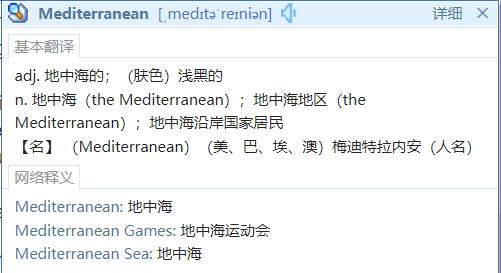 Mediterranean [ˌmedɪtəˈreɪniən] 详细
基本翻译
adj. 地中海的；（肤色）浅黑的
n. 地中海（the Mediterranean）；地中海地区（the
Mediterranean）；地中海沿岸国家居民
【名】 （Mediterranean）（美、巴、埃、澳）梅迪特拉内安（人名）
网络释义
Mediterranean: 地中海
Mediterranean Games: 地中海运动会
Mediterranean Sea: 地中海